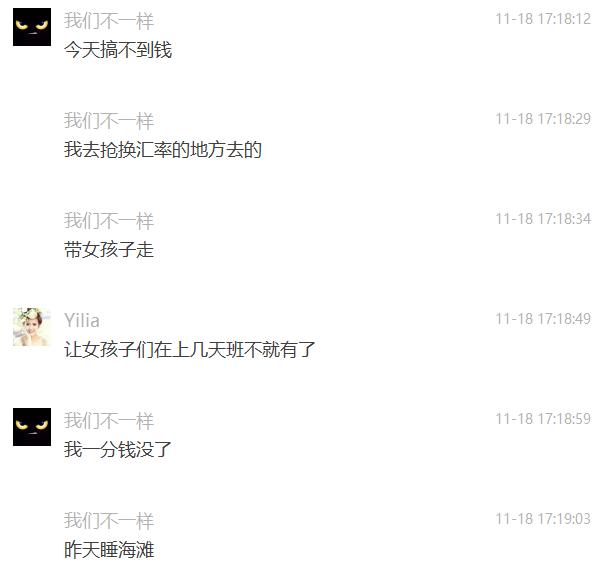 我们不一样
11-18 17:18:12
今天搞不到钱
我们不一样
11-18 17:18:29
我去抢换汇率的地方去的
我们不一样
11-18 17:18:34
带女孩子走
Yilia
11-18 17:18:49
让女孩子们在上几天班不就有了
我们不一样
11-18 17:18:59
我一分钱没了
我们不一样
11-18 17:19:03
昨天睡海滩